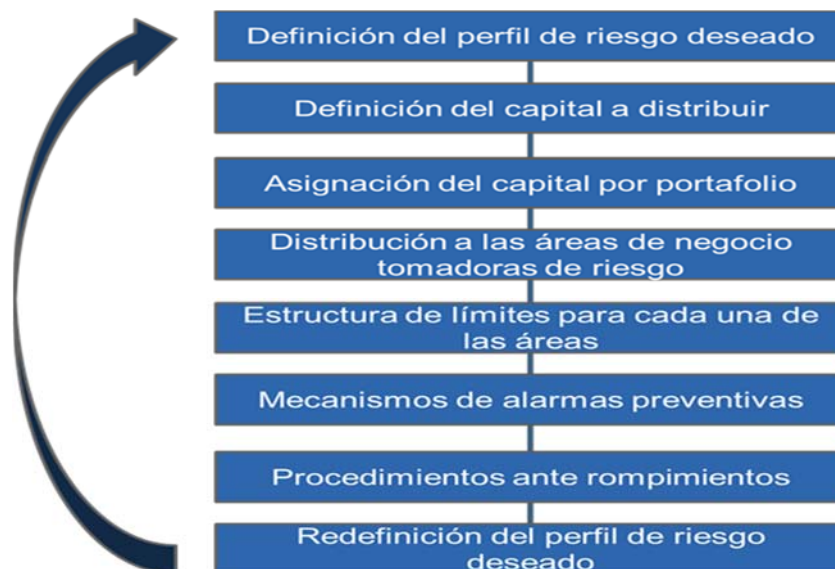 Definición del perfil de riesgo deseado
Definición del capital a distribuir
Asignación del capital por portafolio
Distribución a las áreas de negocio
tomadoras de riesgo
Estructura de límites para cada una de
las áreas
Mecanismos de alarmas preventivas
Procedimientos ante rompimientos
Redefinición del perfil de riesgo
deseado